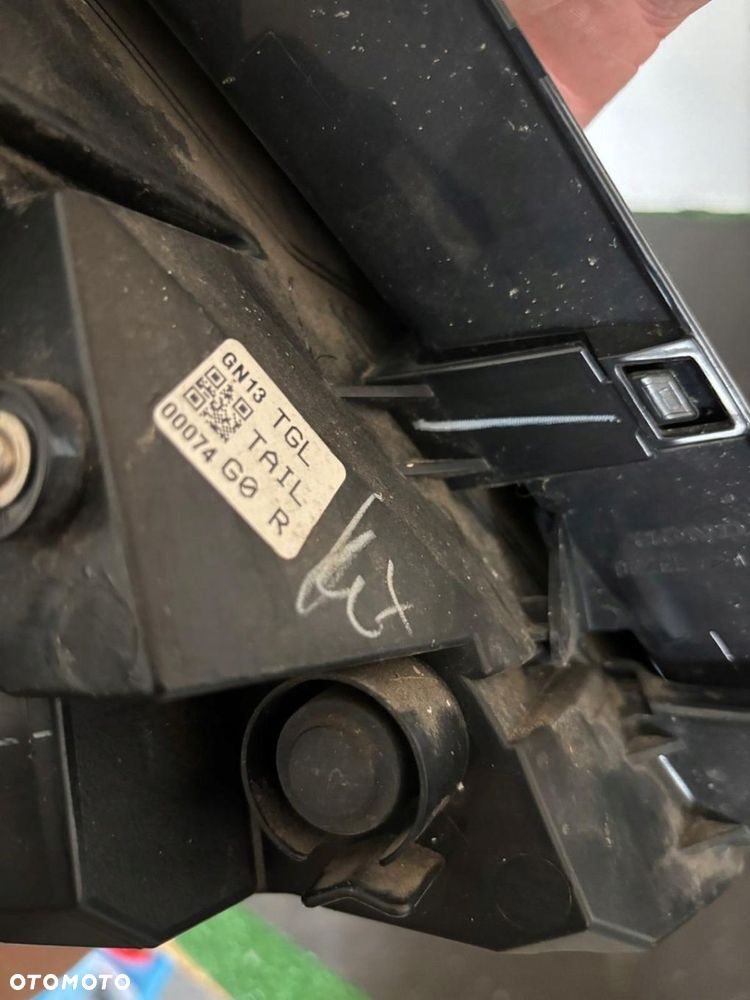 GN13 TGL
TAIL
00074 G0 R
OTOMOTO